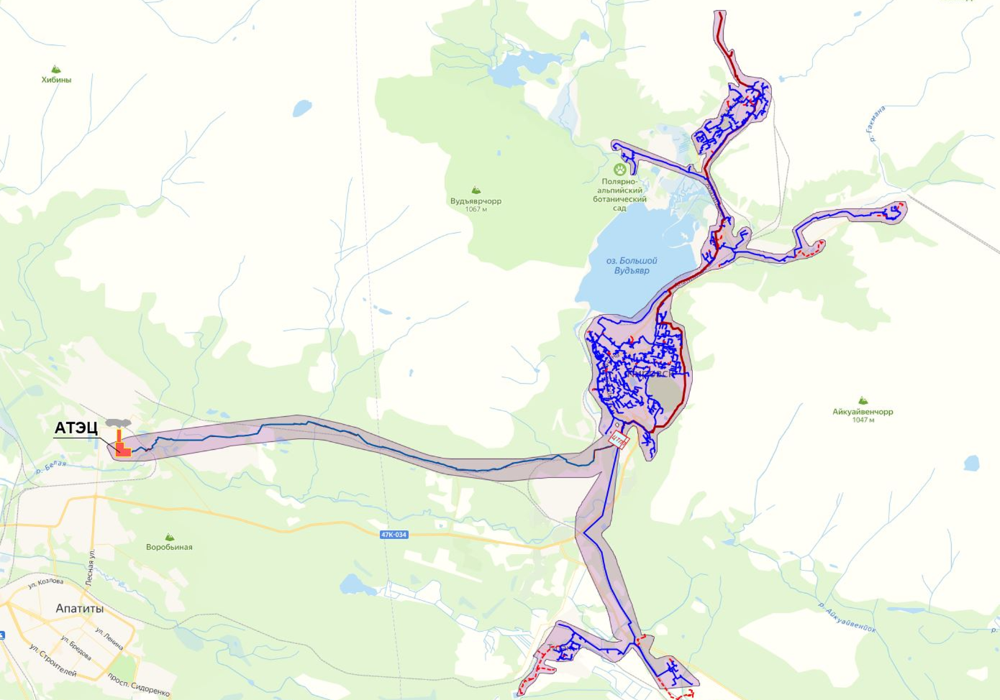 Хибины
р. Гакмана
Полярно-
альпийский
ботанический
сад
Вудъяврчорр
1067 м
оз. Большой
Вудъявр
Айкуайвенчорр
1047 м
АТЭЦ
ЦТП
р. Белая
47К-034
Воробьиная
Лесная ул.
ул. Козлова
Апатиты
ул. Ленина
ул. Бредова
ул. Строителей
просп. Сидоренко
р. Айкуайвенйок
р.